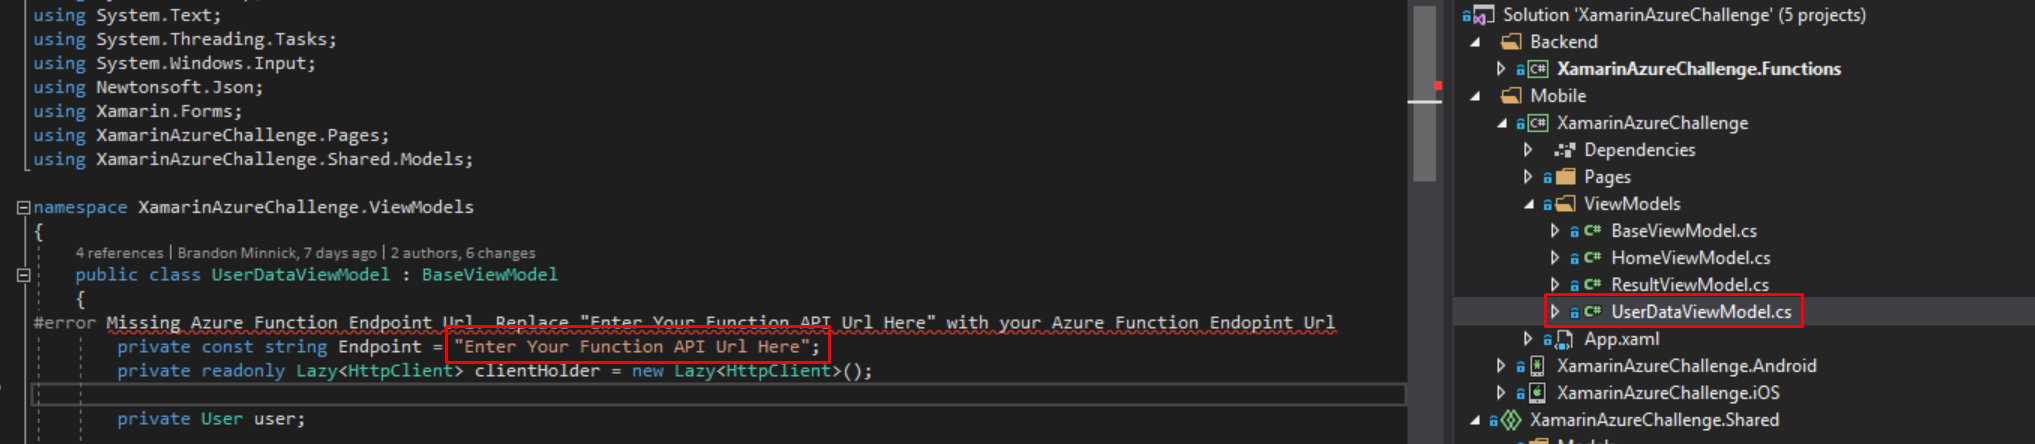 using System.Text;
using System.Threading.Tasks;
using System.Windows.Input;
using Newtonsoft.Json;
using Xamarin.Forms;
using XamarinAzureChallenge.Pages;
using XamarinAzureChallenge.Shared.Models;
namespace XamarinAzureChallenge.ViewModels
{
4 references | Brandon Minnick, 7 days ago | 2 authors, 6 changes
public class UserDataViewModel : BaseViewModel
{
#error Missing Azure Function Endpoint Url. Replace "Enter Your Function API Url Here" with your Azure Function Endopint Url
private const string Endpoint = "Enter Your Function API Url Here";
private readonly Lazy<HttpClient> clientHolder = new Lazy<HttpClient>();
private User user;
Solution 'XamarinAzureChallenge' (5 projects)
Backend
C# XamarinAzureChallenge.Functions
Mobile
C# XamarinAzureChallenge
Dependencies
Pages
ViewModels
C# BaseViewModel.cs
C# HomeViewModel.cs
C# ResultViewModel.cs
C# UserDataViewModel.cs
App.xaml
XamarinAzureChallenge.Android
XamarinAzureChallenge.iOS
XamarinAzureChallenge.Shared